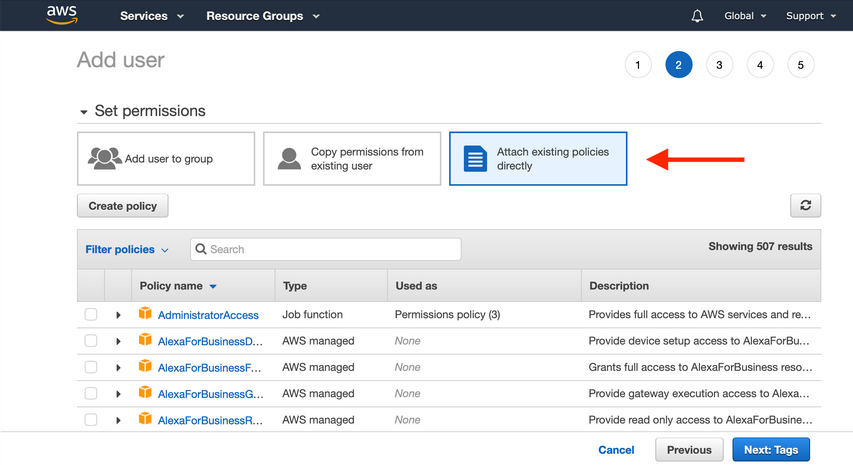 aws Services Resource Groups Global Support
Add user 1 2 3 4 5
Set permissions
Add user to group
Copy permissions from
existing user
Attach existing policies
directly
Create policy
Filter policies Search Showing 507 results
Policy name Type Used as Description
AdministratorAccess Job function Permissions policy (3) Provides full access to AWS services and re...
AlexaForBusinessD... AWS managed None Provide device setup access to AlexaForBu...
AlexaForBusinessF... AWS managed None Grants full access to AlexaForBusiness reso...
AlexaForBusinessG... AWS managed None Provide gateway execution access to Alexa...
AlexaForBusinessR... AWS managed None Provide read only access to AlexaForBusine...
Cancel Previous Next: Tags